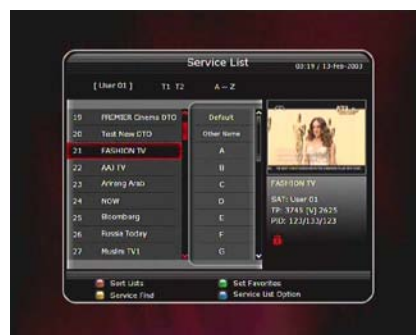 Service List
03:19 / 13-Feb-2003
[ User 01 ] T1 T2 A – Z
19 PREMIER Cinema DTO
20 Test New DTO
21 FASHION TV
22 AAJ TV
23 Arirang Arab
24 NOW
25 Bloomberg
26 Russia Today
27 Muslim TV1
Default
Other Name
A
B
C
D
E
F
G
FASHION TV
SAT: User 01
TP: 3745 [V] 2625
PID: 123/133/123
Sort Lists
Set Favorites
Service Find
Service List Option